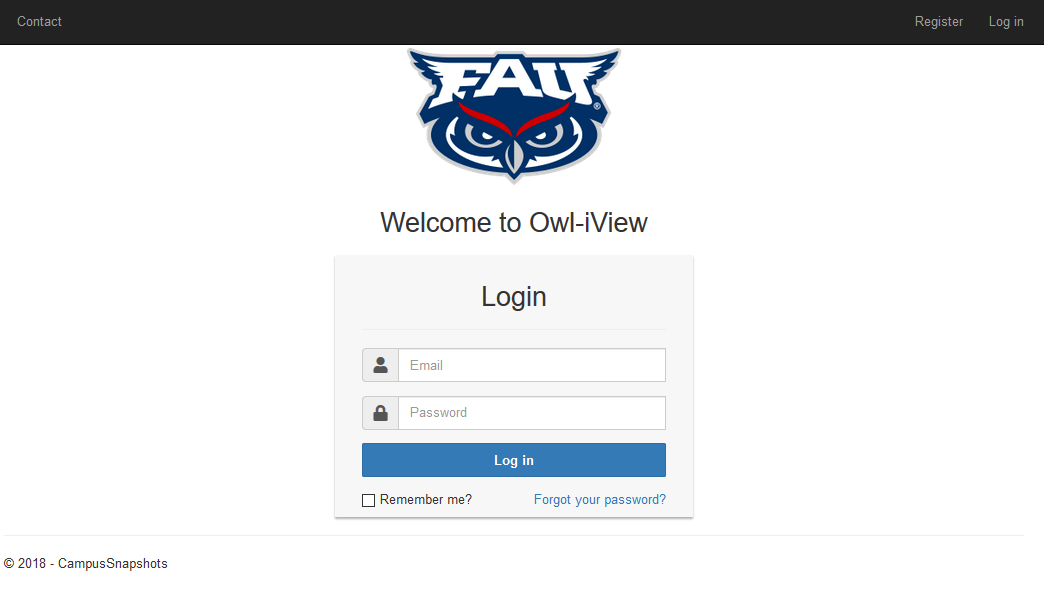 Contact Register Log in
FAU
®
Welcome to Owl-iView
Login
Email
Password
Log in
Remember me? Forgot your password?
© 2018 - CampusSnapshots